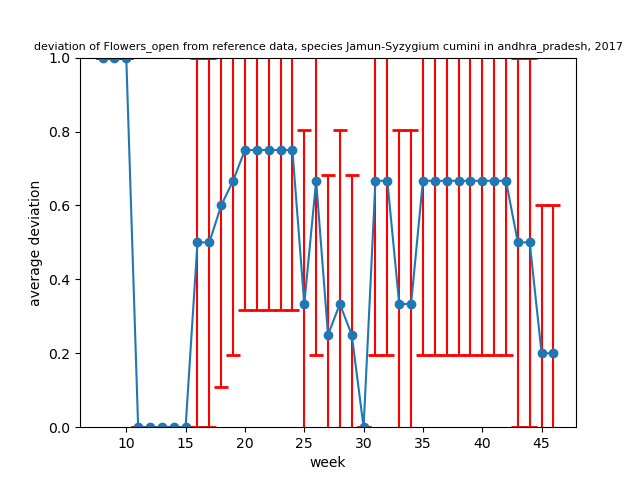 deviation of Flowers_open from reference data, species Jamun-Syzygium cumini in andhra_pradesh, 2017
1.0
0.8
0.6
0.4
0.2
0.0
average deviation
10 15 20 25 30 35 40 45
week